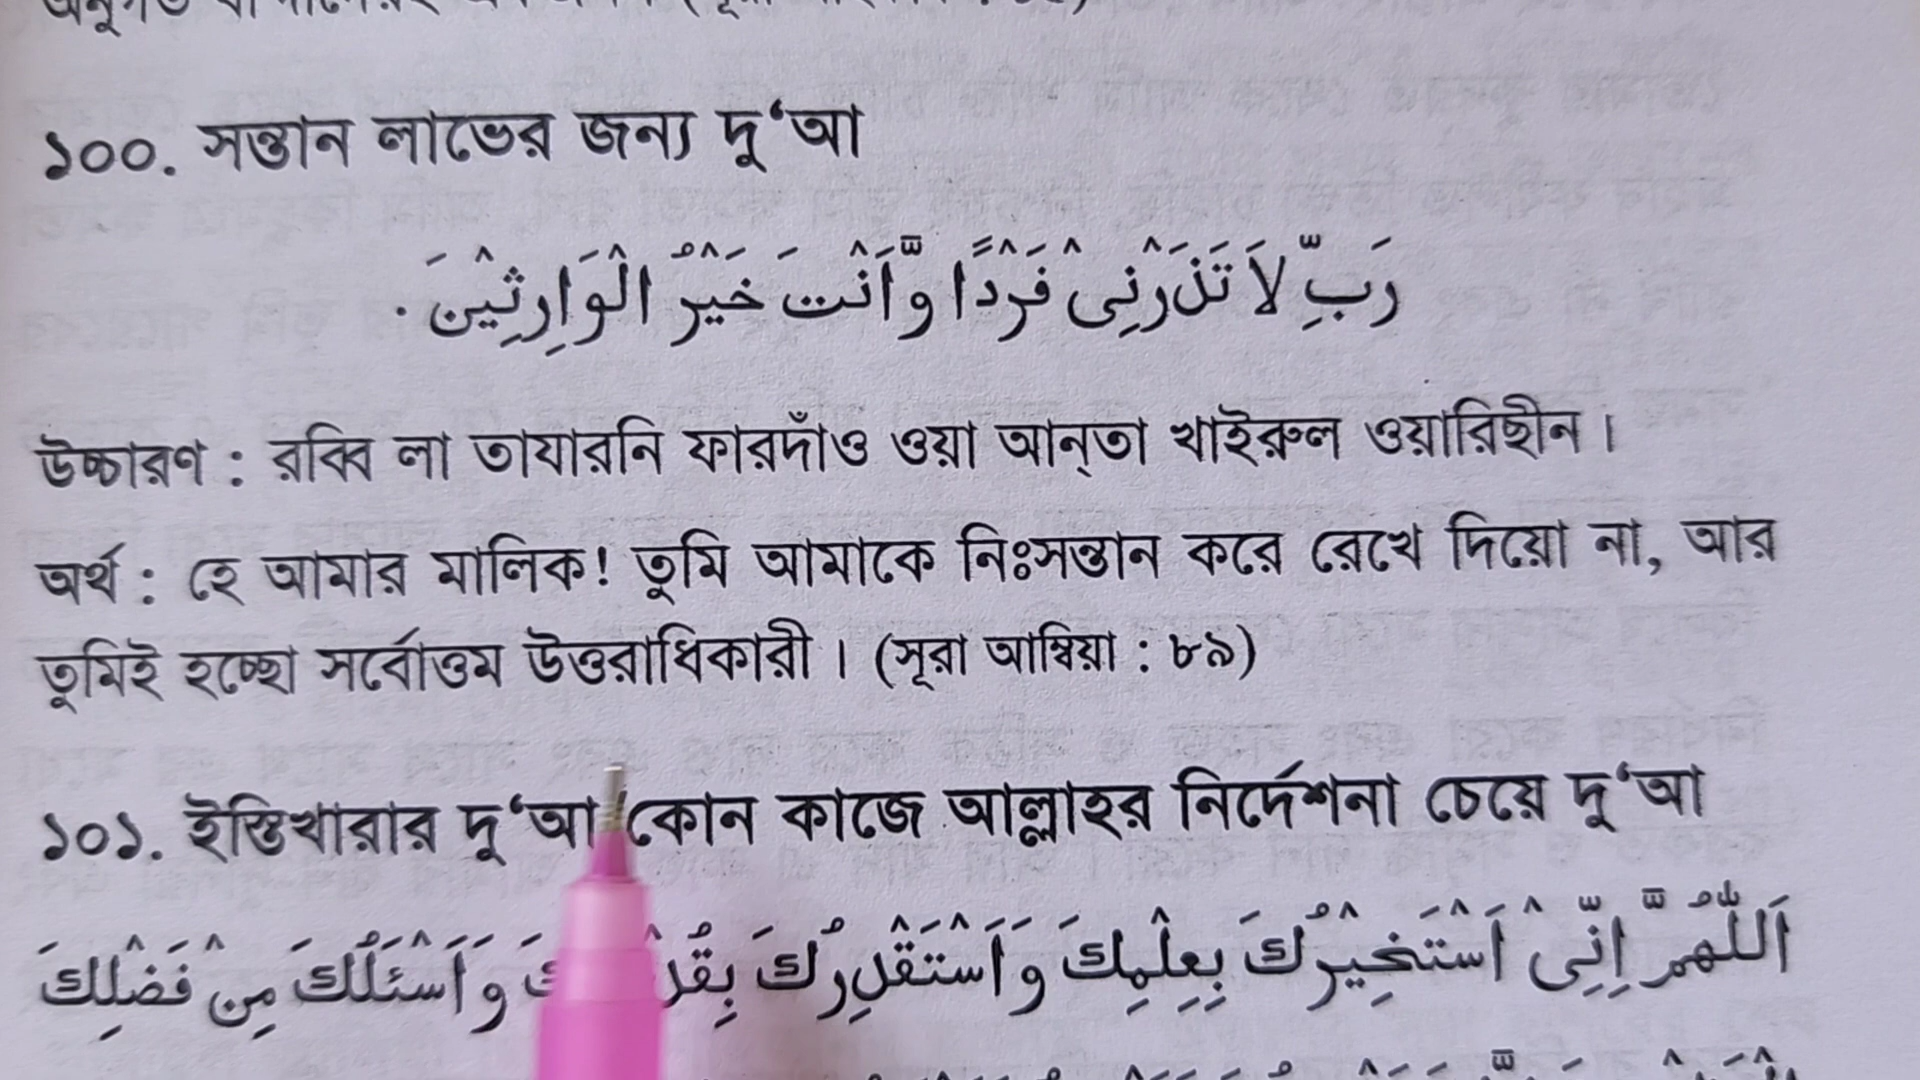 ১০০. সন্তান লাভের জন্য দু‘আ
رَبِّ لاَ تَذَرْنِىْ فَرْدًا وَّاَنْتَ خَيْرُ الْوَارِثِيْنَ .
উচ্চারণ : রব্বি লা তাযারনি ফারদাঁও ওয়া আন্‌তা খাইরুল ওয়ারিছীন।
অর্থ : হে আমার মালিক! তুমি আমাকে নিঃসন্তান করে রেখে দিয়ো না, আর
তুমিই হচ্ছো সর্বোত্তম উত্তরাধিকারী। (সূরা আম্বিয়া : ৮৯)
১০১. ইস্তিখারার দু‘আ কোন কাজে আল্লাহর নির্দেশনা চেয়ে দু‘আ
اَللّٰهُمَّ اِنِّىْ اَسْتَخِيْرُكَ بِعِلْمِكَ وَاَسْتَقْدِرُكَ وَاَسْئَلُكَ مِنْ فَضْلِكَ